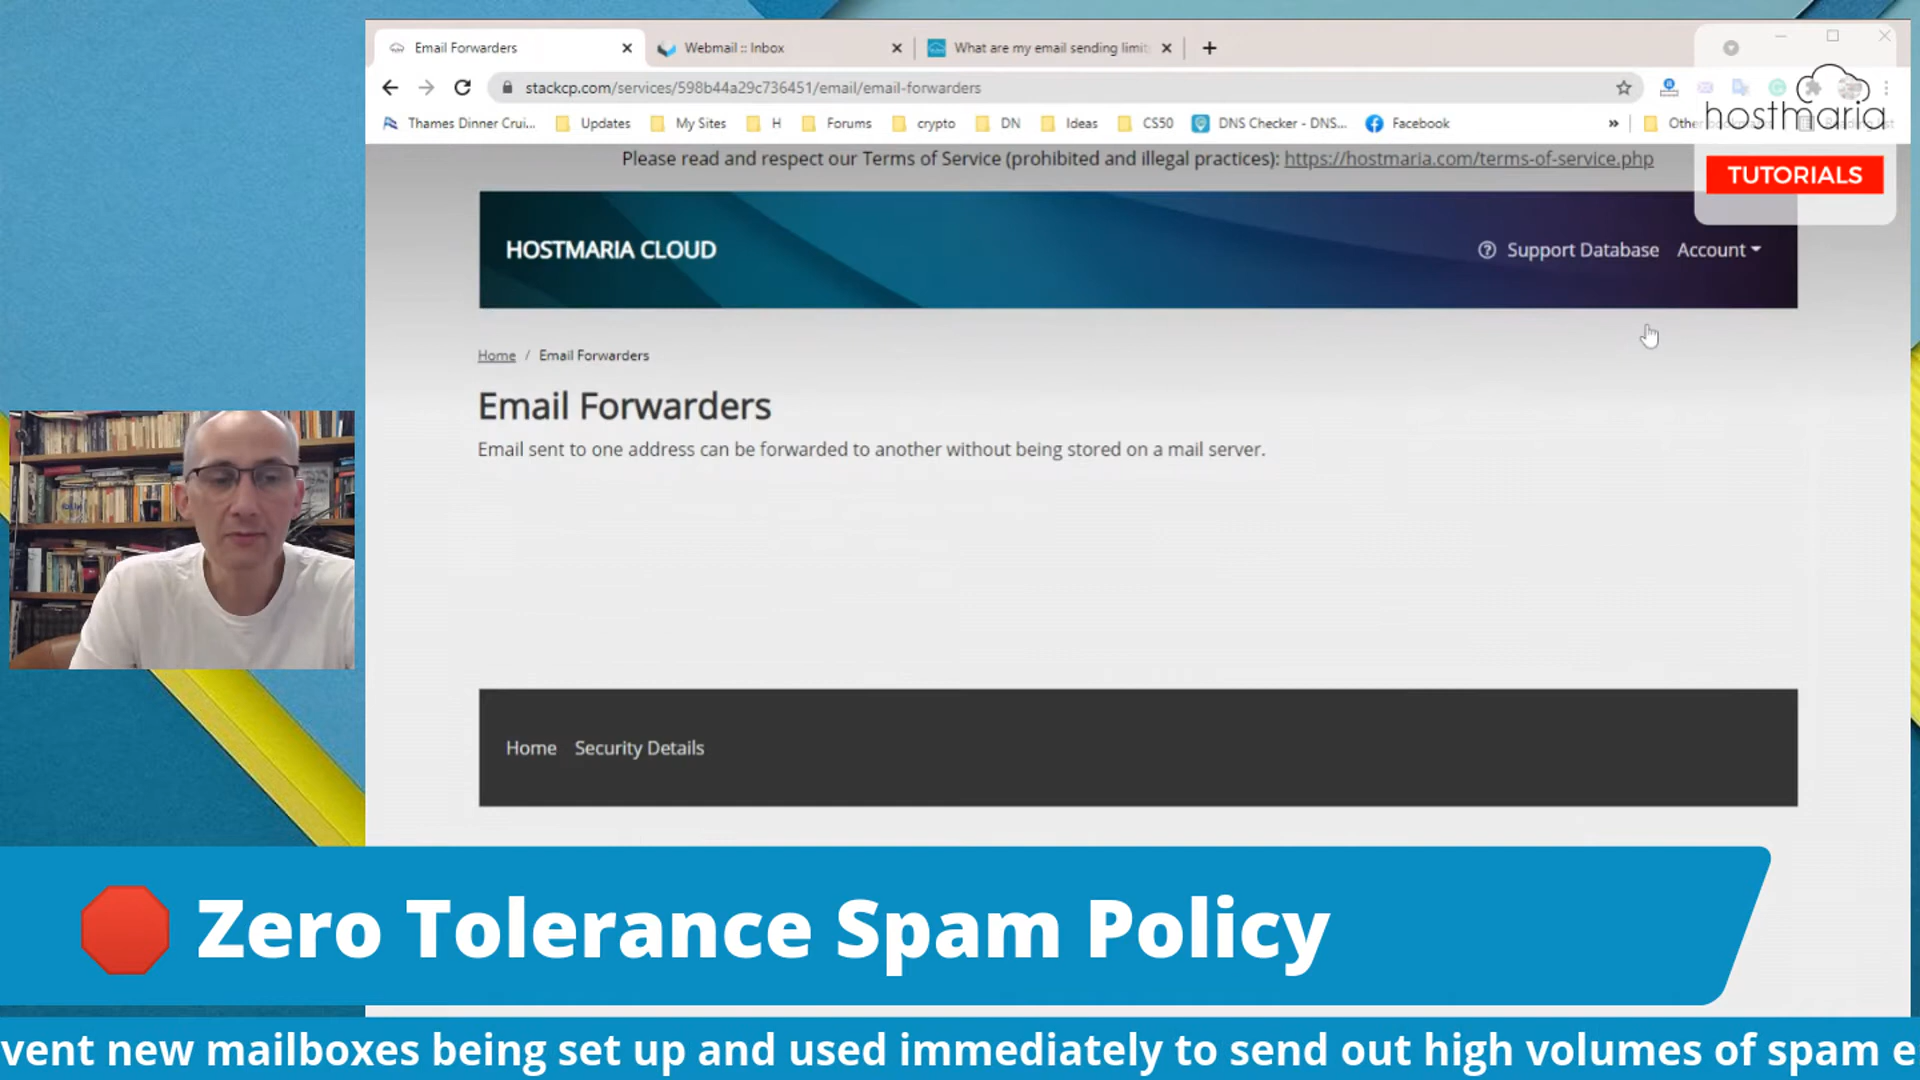 Email Forwarders
Webmail :: Inbox
What are my email sending limit
stackcp.com/services/598b44a29c736451/email/email-forwarders
Thames Dinner Crui... Updates My Sites H Forums crypto DN Ideas CS50 DNS Checker - DNS... Facebook » Other
hostmaria
TUTORIALS
Please read and respect our Terms of Service (prohibited and illegal practices): https://hostmaria.com/terms-of-service.php
HOSTMARIA CLOUD
Support Database Account
Home / Email Forwarders
Email Forwarders
Email sent to one address can be forwarded to another without being stored on a mail server.
Home Security Details
Zero Tolerance Spam Policy
vent new mailboxes being set up and used immediately to send out high volumes of spam e